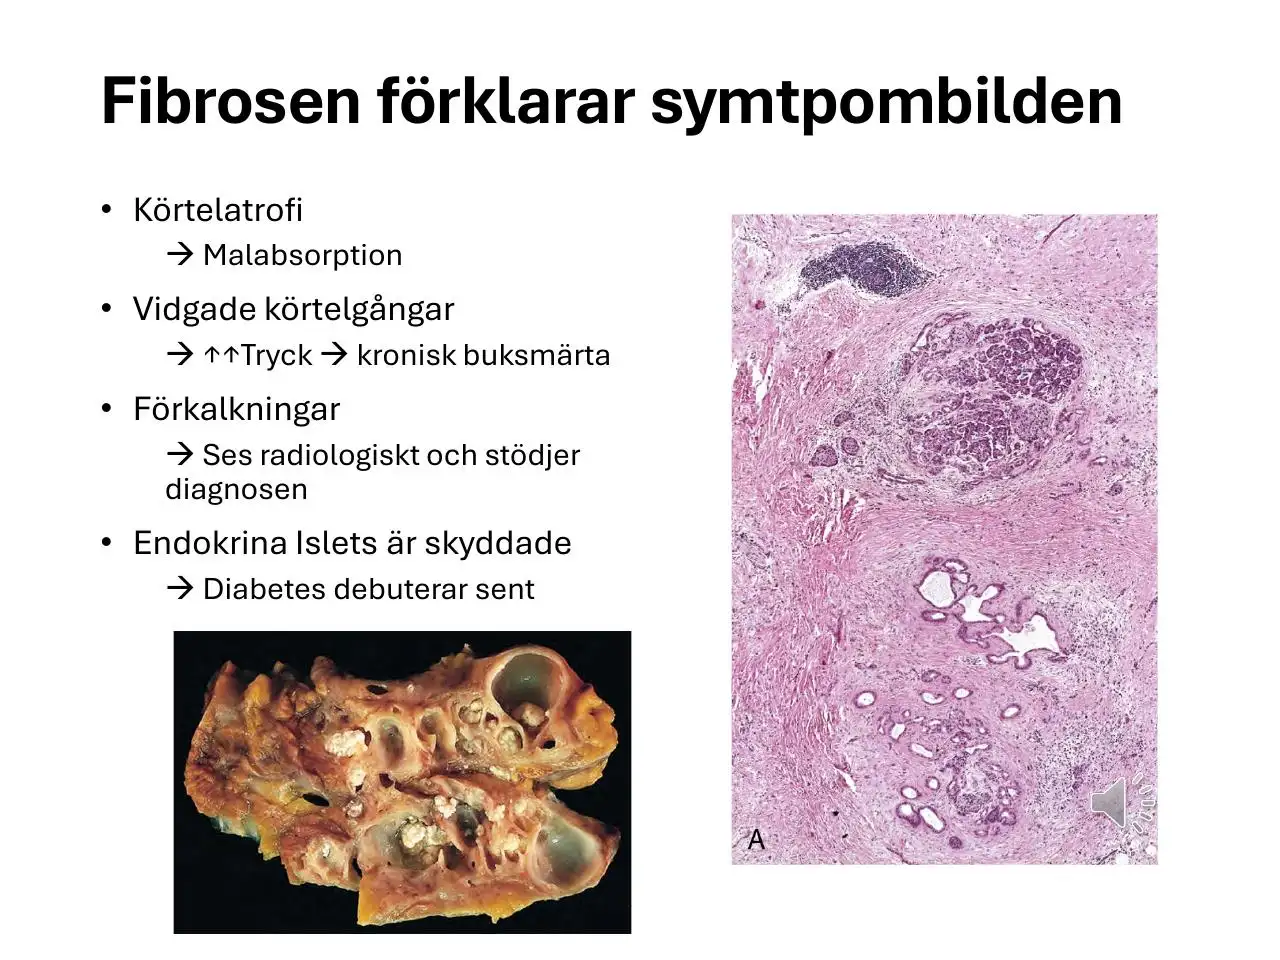 Fibrosen förklarar symtpombilden
• Körtelatrofi
→ Malabsorption
• Vidgade körtelgångar
→ ↑↑Tryck → kronisk buksmärta
• Förkalkningar
→ Ses radiologiskt och stödjer
diagnosen
• Endokrina Islets är skyddade
→ Diabetes debuterar sent
A